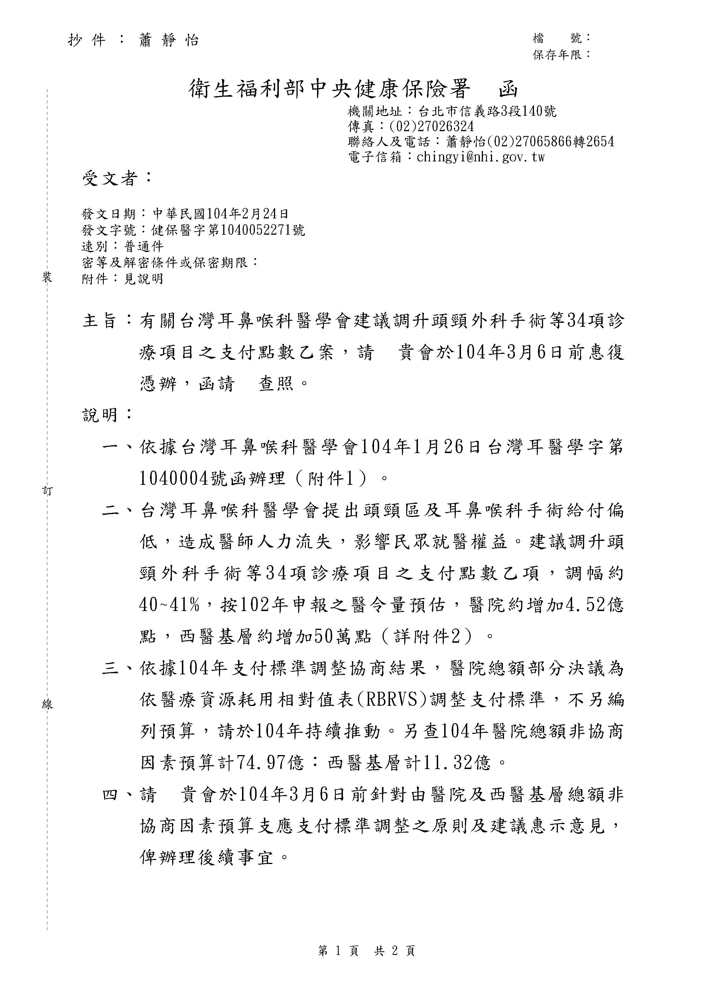 抄件：蕭靜怡
檔　　號：
保存年限：
衛生福利部中央健康保險署　函
機關地址：台北市信義路3段140號
傳真：(02)27026324
聯絡人及電話：蕭靜怡(02)27065866轉2654
電子信箱：chingyi@nhi.gov.tw
受文者：
發文日期：中華民國104年2月24日
發文字號：健保醫字第1040052271號
速別：普通件
密等及解密條件或保密期限：
附件：見說明
主旨：有關台灣耳鼻喉科醫學會建議調升頭頸外科手術等34項診
療項目之支付點數乙案，請　貴會於104年3月6日前惠復
憑辦，函請　查照。
說明：
一、依據台灣耳鼻喉科醫學會104年1月26日台灣耳醫學字第
1040004號函辦理（附件1）。
二、台灣耳鼻喉科醫學會提出頭頸區及耳鼻喉科手術給付偏
低，造成醫師人力流失，影響民眾就醫權益。建議調升頭
頸外科手術等34項診療項目之支付點數乙項，調幅約
40~41%，按102年申報之醫令量預估，醫院約增加4.52億
點，西醫基層約增加50萬點（詳附件2）。
三、依據104年支付標準調整協商結果，醫院總額部分決議為
依醫療資源耗用相對值表(RBRVS)調整支付標準，不另編
列預算，請於104年持續推動。另查104年醫院總額非協商
因素預算計74.97億：西醫基層計11.32億。
四、請　貴會於104年3月6日前針對由醫院及西醫基層總額非
協商因素預算支應支付標準調整之原則及建議惠示意見，
俾辦理後續事宜。
裝
訂
線
第 1 頁　共 2 頁